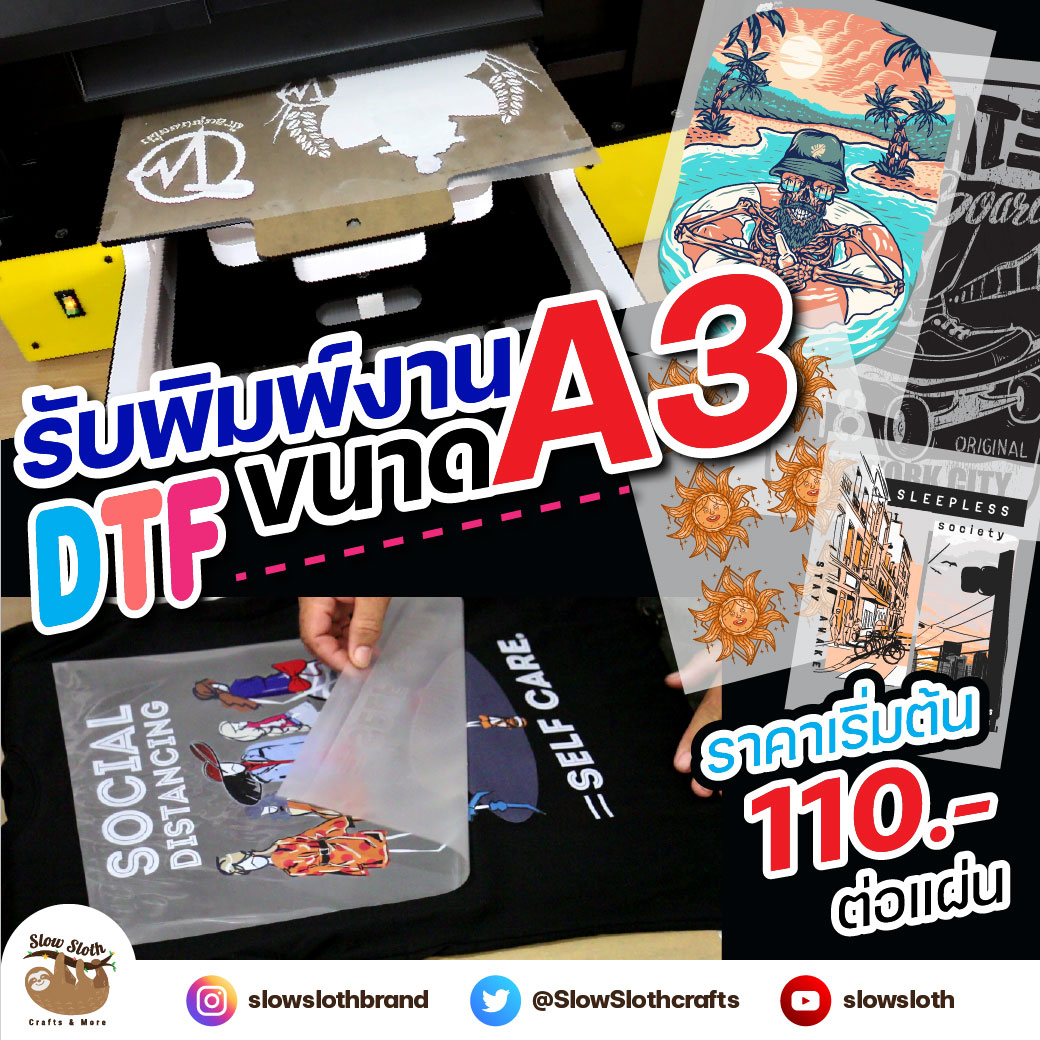 รับพิมพ์งาน
DTF ขนาด A3
ORIGINAL
SLEEPLESS
society
STAY AWAKE
SOCIAL
DISTANCING
=SELF CARE.
ราคาเริ่มต้น
110.-
ต่อแผ่น
Slow Sloth
Crafts & More
slowslothbrand
@SlowSlothcrafts
slowsloth